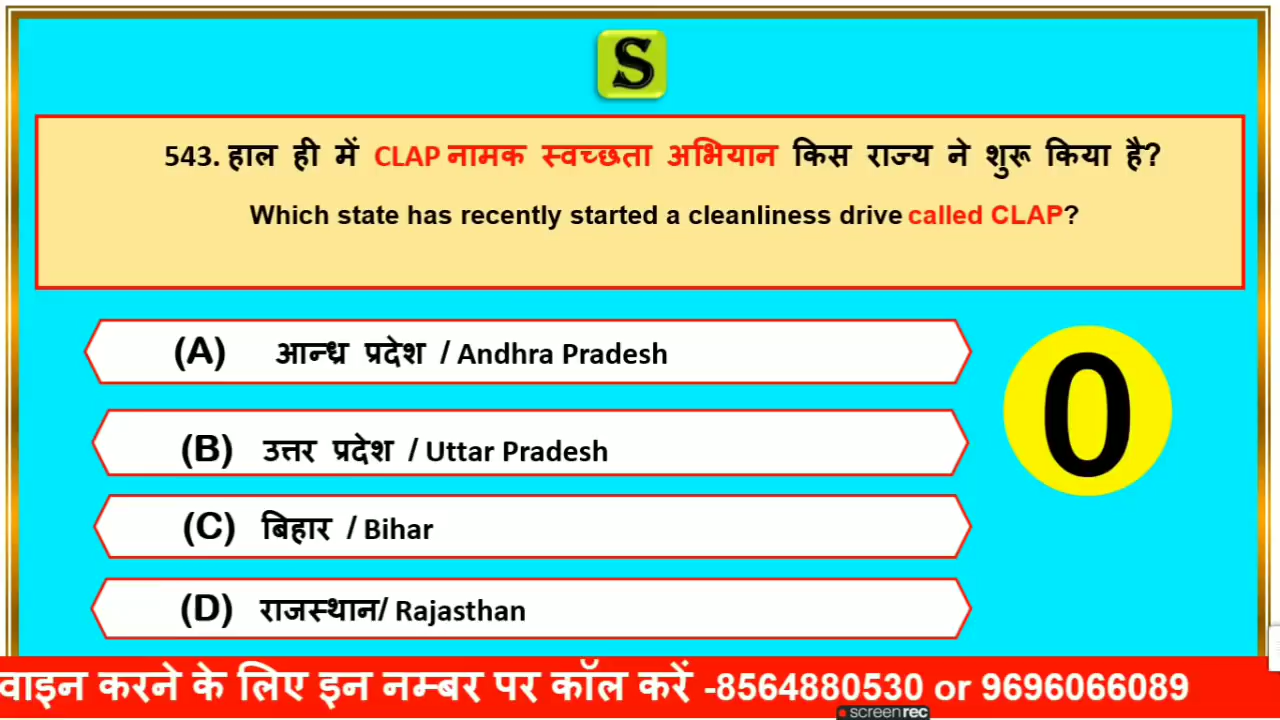 S
543. हाल ही में CLAP नामक स्वच्छता अभियान किस राज्य ने शुरू किया है?
Which state has recently started a cleanliness drive called CLAP?
(A) आन्ध्र प्रदेश / Andhra Pradesh
0
(B) उत्तर प्रदेश / Uttar Pradesh
(C) बिहार / Bihar
(D) राजस्थान/ Rajasthan
वाइन करने के लिए इन नम्बर पर कॉल करें -8564880530 or 9696066089
screenrec